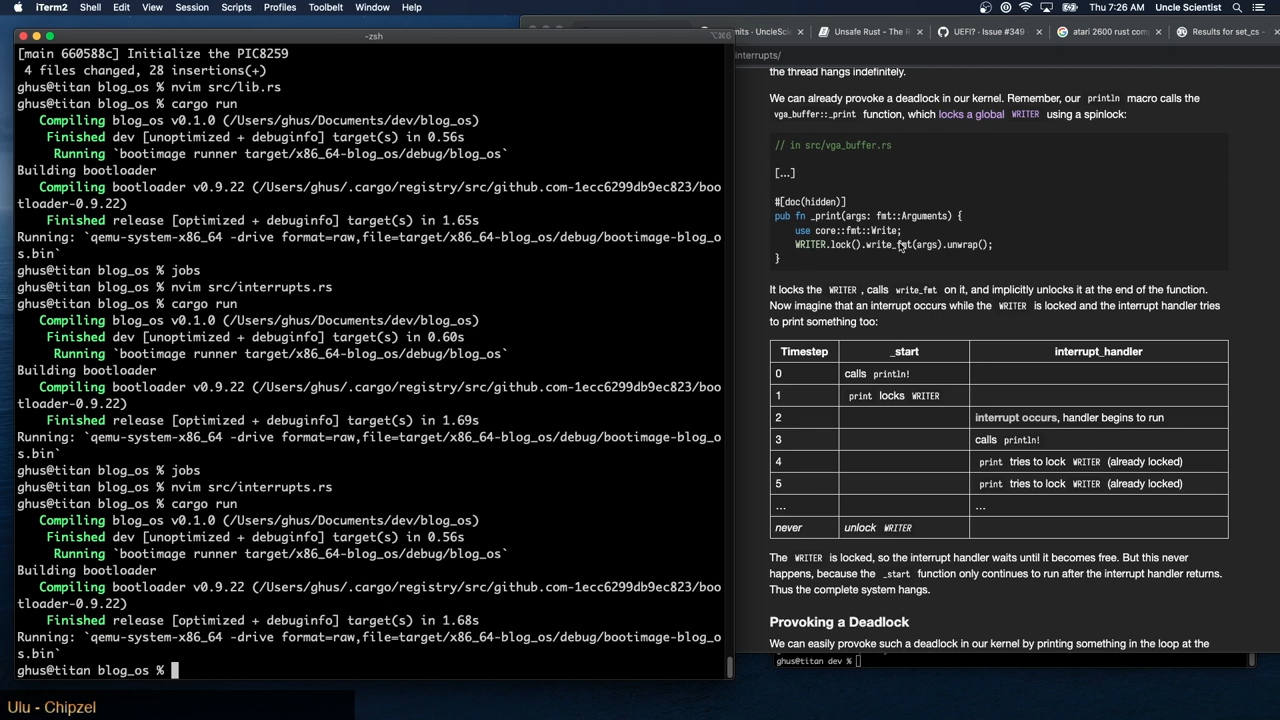 iTerm2 Shell Edit View Session Scripts Profiles Toolbelt Window Help
Thu 7:26 AM Uncle Scientist
-zsh
⌥⌘6
mits · UncleScie
Unsafe Rust - The R
UEFI? · Issue #349
atari 2600 rust comp
Results for set_cs
interrupts/
[main 660588c] Initialize the PIC8259
4 files changed, 28 insertions(+)
ghus@titan blog_os % nvim src/lib.rs
ghus@titan blog_os % cargo run
Compiling blog_os v0.1.0 (/Users/ghus/Documents/dev/blog_os)
Finished dev [unoptimized + debuginfo] target(s) in 0.56s
Running `bootimage runner target/x86_64-blog_os/debug/blog_os`
Building bootloader
Compiling bootloader v0.9.22 (/Users/ghus/.cargo/registry/src/github.com-1ecc6299db9ec823/boo
tloader-0.9.22)
Finished release [optimized + debuginfo] target(s) in 1.65s
Running: `qemu-system-x86_64 -drive format=raw,file=target/x86_64-blog_os/debug/bootimage-blog_o
s.bin`
ghus@titan blog_os % jobs
ghus@titan blog_os % nvim src/interrupts.rs
ghus@titan blog_os % cargo run
Compiling blog_os v0.1.0 (/Users/ghus/Documents/dev/blog_os)
Finished dev [unoptimized + debuginfo] target(s) in 0.60s
Running `bootimage runner target/x86_64-blog_os/debug/blog_os`
Building bootloader
Compiling bootloader v0.9.22 (/Users/ghus/.cargo/registry/src/github.com-1ecc6299db9ec823/boo
tloader-0.9.22)
Finished release [optimized + debuginfo] target(s) in 1.69s
Running: `qemu-system-x86_64 -drive format=raw,file=target/x86_64-blog_os/debug/bootimage-blog_o
s.bin`
ghus@titan blog_os % jobs
ghus@titan blog_os % nvim src/interrupts.rs
ghus@titan blog_os % cargo run
Compiling blog_os v0.1.0 (/Users/ghus/Documents/dev/blog_os)
Finished dev [unoptimized + debuginfo] target(s) in 0.56s
Running `bootimage runner target/x86_64-blog_os/debug/blog_os`
Building bootloader
Compiling bootloader v0.9.22 (/Users/ghus/.cargo/registry/src/github.com-1ecc6299db9ec823/boo
tloader-0.9.22)
Finished release [optimized + debuginfo] target(s) in 1.68s
Running: `qemu-system-x86_64 -drive format=raw,file=target/x86_64-blog_os/debug/bootimage-blog_o
s.bin`
ghus@titan blog_os %
the thread hangs indefinitely.
We can already provoke a deadlock in our kernel. Remember, our println macro calls the
vga_buffer::_print function, which locks a global WRITER using a spinlock:
// in src/vga_buffer.rs
[…]
#[doc(hidden)]
pub fn _print(args: fmt::Arguments) {
use core::fmt::Write;
WRITER.lock().write_fmt(args).unwrap();
}
It locks the WRITER, calls write_fmt on it, and implicitly unlocks it at the end of the function.
Now imagine that an interrupt occurs while the WRITER is locked and the interrupt handler tries
to print something too:
Timestep _start interrupt_handler
0 calls println!
1 print locks WRITER
2 interrupt occurs, handler begins to run
3 calls println!
4 print tries to lock WRITER (already locked)
5 print tries to lock WRITER (already locked)
… …
never unlock WRITER
The WRITER is locked, so the interrupt handler waits until it becomes free. But this never
happens, because the _start function only continues to run after the interrupt handler returns.
Thus the complete system hangs.
Provoking a Deadlock
We can easily provoke such a deadlock in our kernel by printing something in the loop at the
ghus@titan dev %
Ulu - Chipzel